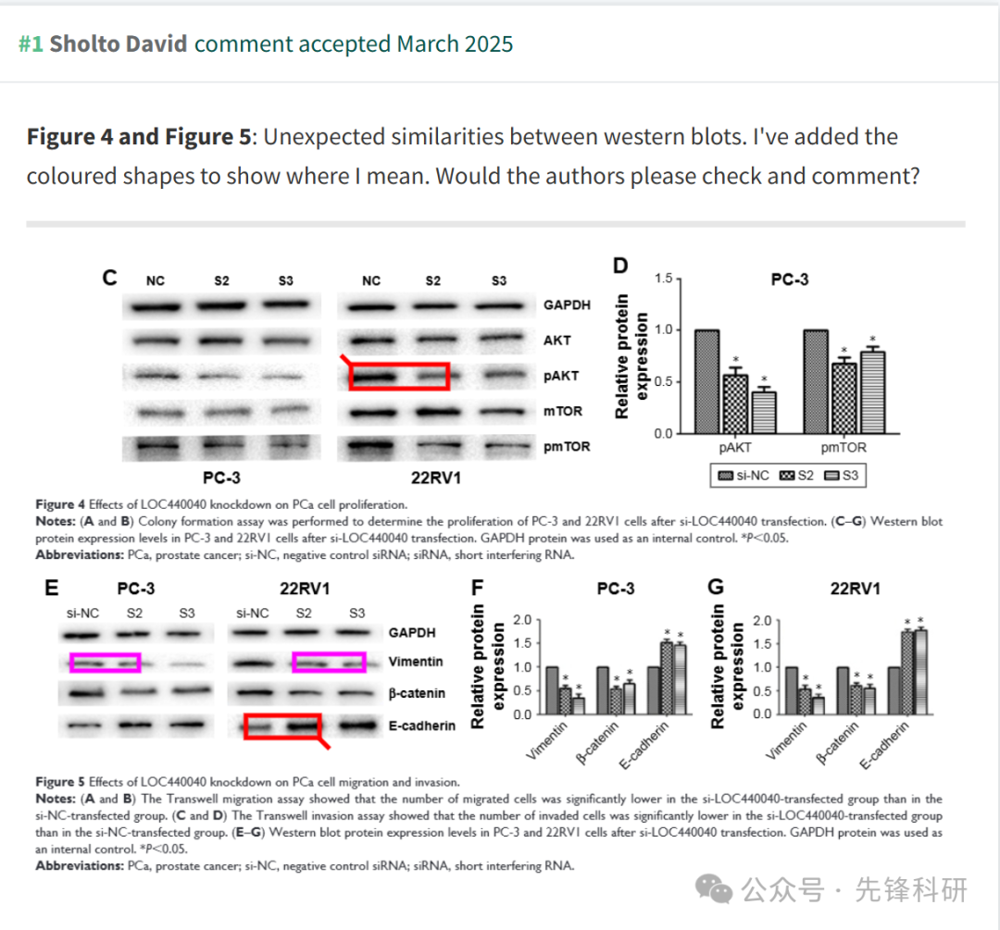 #1 Sholto David comment accepted March 2025
Figure 4 and Figure 5: Unexpected similarities between western blots. I've added the
coloured shapes to show where I mean. Would the authors please check and comment?
C
NC S2 S3 NC S2 S3
GAPDH
AKT
pAKT
mTOR
pmTOR
PC-3 22RV1
D
PC-3
Relative protein
expression
1.5
1.0
0.5
0.0
* * * *
pAKT pmTOR
si-NC S2 S3
Figure 4 Effects of LOC440040 knockdown on PCa cell proliferation.
Notes: (A and B) Colony formation assay was performed to determine the proliferation of PC-3 and 22RV1 cells after si-LOC440040 transfection. (C–G) Western blot
protein expression levels in PC-3 and 22RV1 cells after si-LOC440040 transfection. GAPDH protein was used as an internal control. *P<0.05.
Abbreviations: PCa, prostate cancer; si-NC, negative control siRNA; siRNA, short interfering RNA.
E
PC-3 22RV1
si-NC S2 S3 si-NC S2 S3
GAPDH
Vimentin
β-catenin
E-cadherin
F
PC-3
Relative protein
expression
2.0
1.5
1.0
0.5
0.0
* * * * * *
Vimentin β-catenin E-cadherin
G
22RV1
Relative protein
expression
2.0
1.5
1.0
0.5
0.0
* * * * * *
Vimentin β-catenin E-cadherin
Figure 5 Effects of LOC440040 knockdown on PCa cell migration and invasion.
Notes: (A and B) The Transwell migration assay showed that the number of migrated cells was significantly lower in the si-LOC440040-transfected group than in the
si-NC-transfected group. (C and D) The Transwell invasion assay showed that the number of invaded cells was significantly lower in the si-LOC440040-transfected group
than in the si-NC-transfected group. (E–G) Western blot protein expression levels in PC-3 and 22RV1 cells after si-LOC440040 transfection. GAPDH protein was used as
an internal control. *P<0.05.
Abbreviations: PCa, prostate cancer; si-NC, negative control siRNA; siRNA, short interfering RNA.
公众号 · 先锋科研